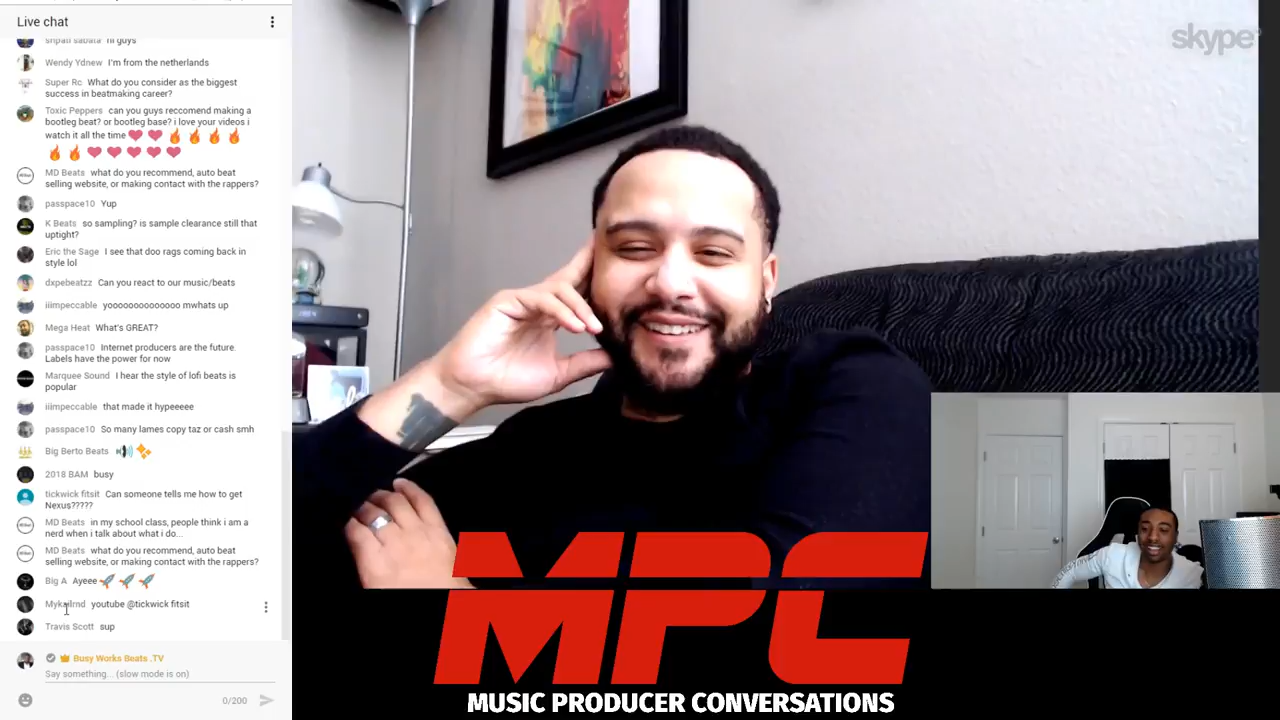 Live chat
sripati sabata hi guys
Wendy Ydnew I'm from the netherlands
Super Rc What do you consider as the biggest
success in beatmaking career?
Toxic Peppers can you guys reccomend making a
bootleg beat? or bootleg base? i love your videos i
watch it all the time
MD Beats what do you recommend, auto beat
selling website, or making contact with the rappers?
passpace10 Yup
K Beats so sampling? is sample clearance still that
uptight?
Eric the Sage I see that doo rags coming back in
style lol
dxpebeatzz Can you react to our music/beats
iiimpeccable yoooooooooooooo mwhats up
Mega Heat What's GREAT?
passpace10 Internet producers are the future.
Labels have the power for now
Marquee Sound I hear the style of lofi beats is
popular
iiimpeccable that made it hypeeeee
passpace10 So many lames copy taz or cash smh
Big Berto Beats
2018 BAM busy
tickwick fitsit Can someone tells me how to get
Nexus?????
MD Beats in my school class, people think i am a
nerd when i talk about what i do...
MD Beats what do you recommend, auto beat
selling website, or making contact with the rappers?
Big A Ayeee
youtube @tickwick fitsit
Travis Scott sup
Busy Works Beats .TV
Say something... (slow mode is on)
0/200
skype
MPC
MUSIC PRODUCER CONVERSATIONS